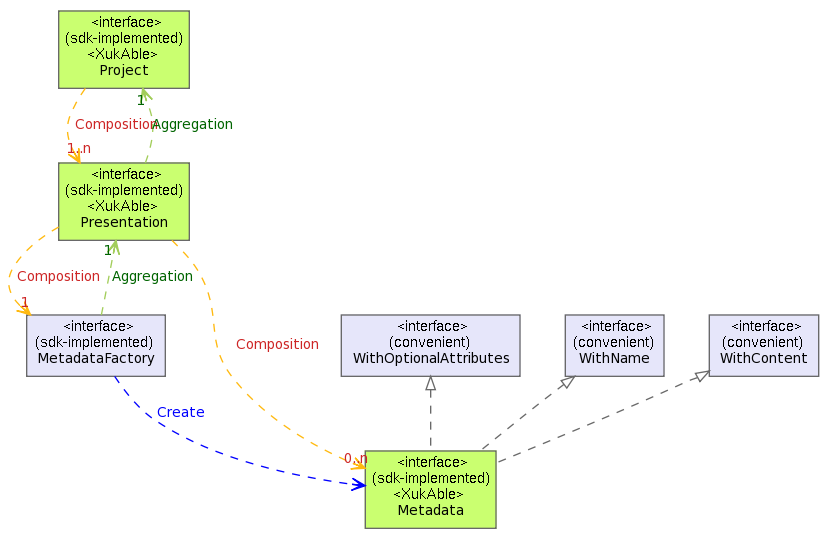 <interface>
(sdk-implemented)
<XukAble>
Project
1
Composition
Aggregation
1..n
<interface>
(sdk-implemented)
<XukAble>
Presentation
1
Composition
Aggregation
1
<interface>
(sdk-implemented)
MetadataFactory
<interface>
(convenient)
WithOptionalAttributes
<interface>
(convenient)
WithName
<interface>
(convenient)
WithContent
Composition
Create
0..n
<interface>
(sdk-implemented)
<XukAble>
Metadata